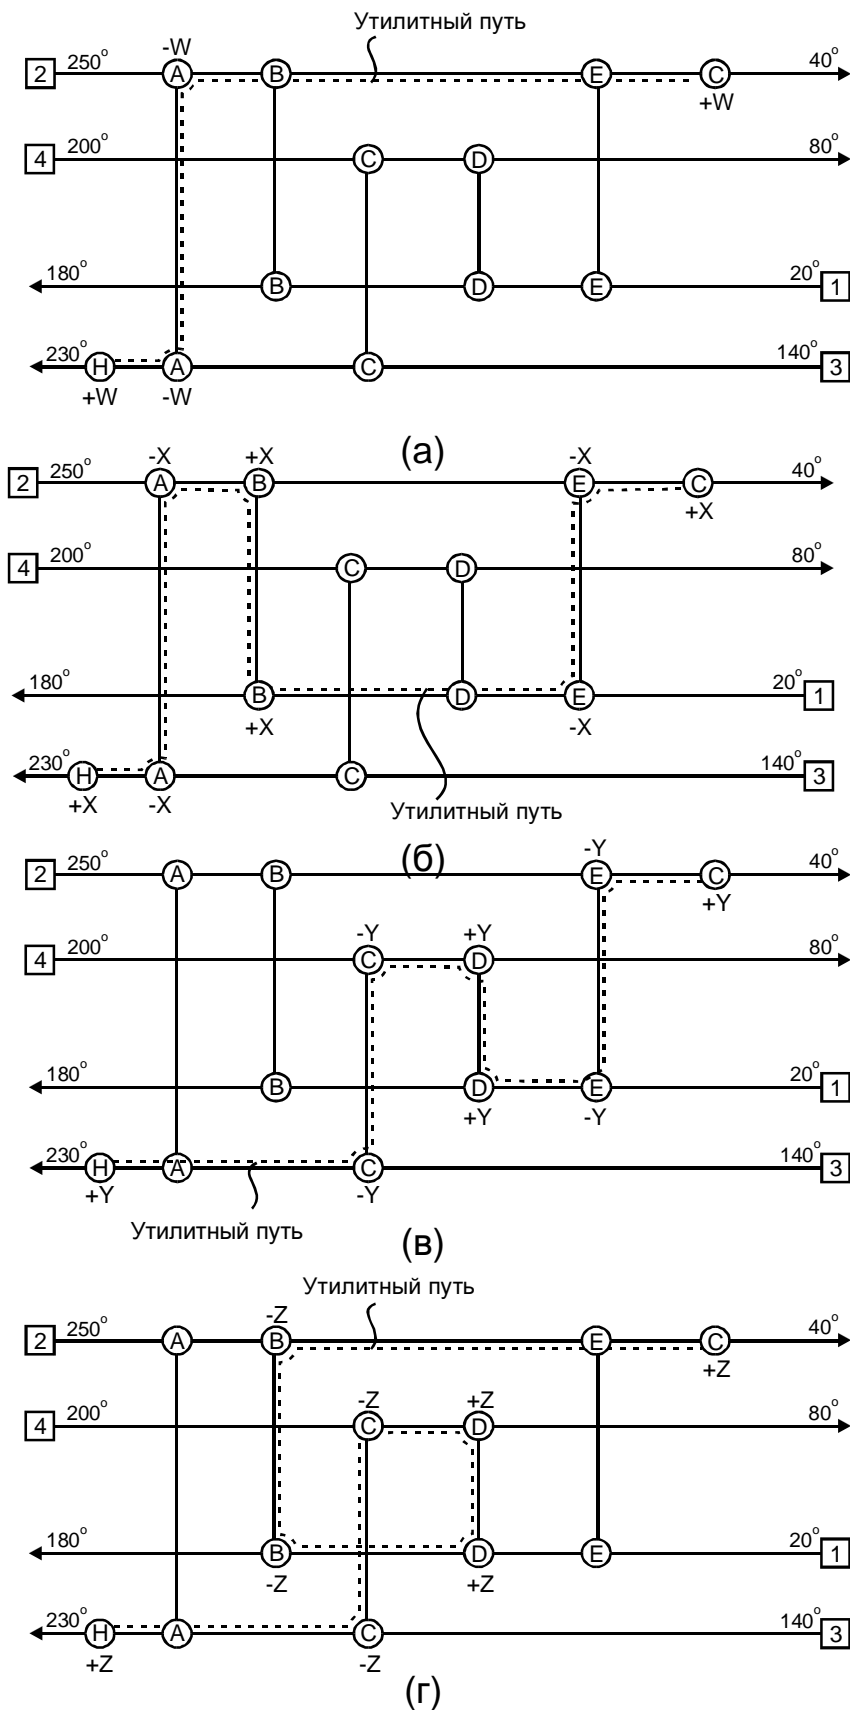 Утилитный путь
-W
2 250° A B E C 40°
+W
4 200° C D 80°
180° B D E 20° 1
230° H A C 140° 3
+W -W
(а)
-X +X -X
2 250° A B E C 40°
+X
4 200° C D 80°
180° B D E 20° 1
+X -X
230° H A C 140° 3
+X -X
Утилитный путь
(б)
-Y
2 250° A B E C 40°
+Y
-Y +Y
4 200° C D 80°
180° B D E 20° 1
+Y -Y
230° H A C 140° 3
+Y -Y
Утилитный путь
(в)
Утилитный путь
-Z
2 250° A B E C 40°
+Z
-Z +Z
4 200° C D 80°
180° B D E 20° 1
-Z +Z
230° H A C 140° 3
+Z -Z
(г)